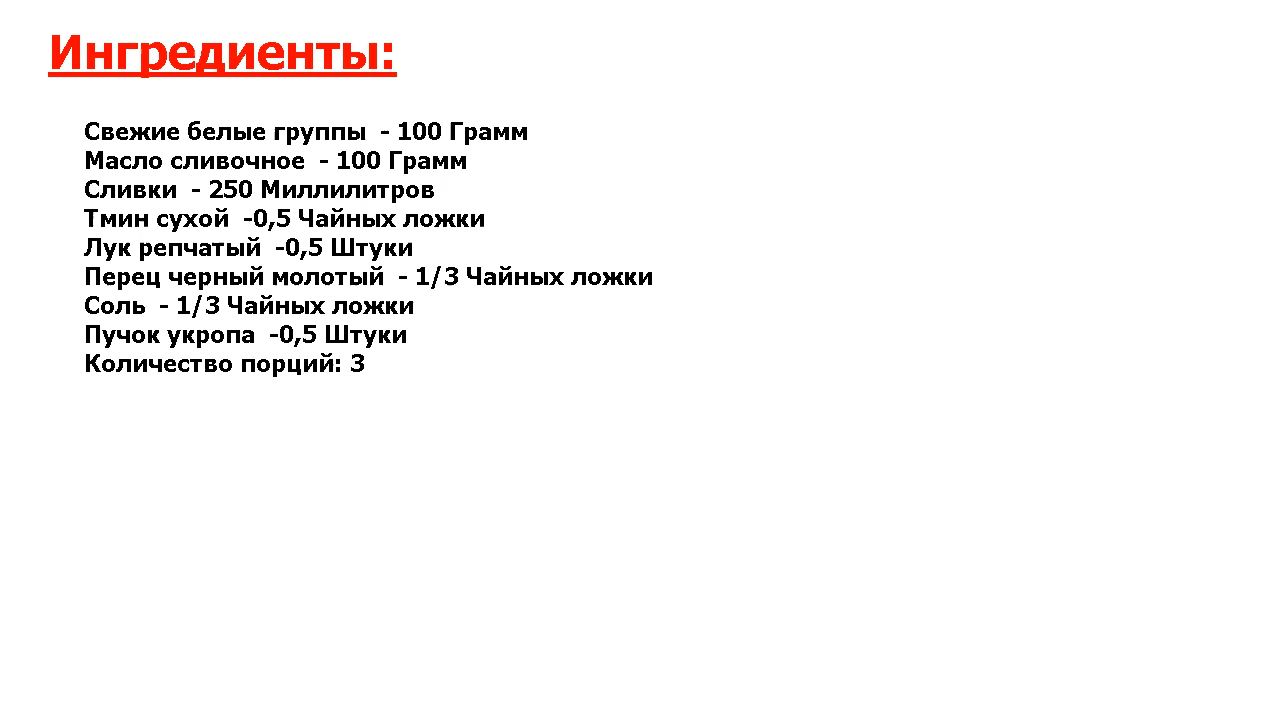 Ингредиенты:
Свежие белые группы - 100 Грамм
Масло сливочное - 100 Грамм
Сливки - 250 Миллилитров
Тмин сухой -0,5 Чайных ложки
Лук репчатый -0,5 Штуки
Перец черный молотый - 1/3 Чайных ложки
Соль - 1/3 Чайных ложки
Пучок укропа -0,5 Штуки
Количество порций: 3